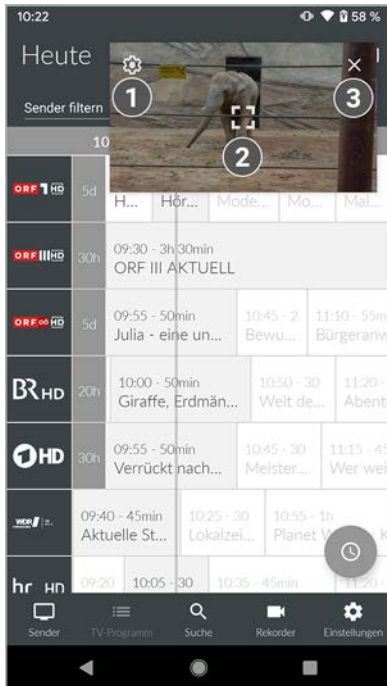 10:22 58 %
Heute
1
3
Sender filtern
2
10
ORF 1 HD 5d H... Hör... Mode... Mo... Mal...
ORF III HD 30h 09:30 - 3h 30min
ORF III AKTUELL
ORF HD 5d 09:55 - 50min 10:45 - 2 11:10 - 55m
Julia - eine un... Bewu... Bürgeranw
BR HD 20h 10:00 - 50min 10:50 - 30 11:20 -
Giraffe, Erdmän... Welt de... Abent
1 HD 30h 09:55 - 50min 10:45 - 30 11:15 - 45
Verrückt nach... Meister... Wer wei
WDR 09:40 - 45min 10:25 - 30 10:55 - 1h
Aktuelle St... Lokalzei... Planet W
hr HD 09:20 10:05 - 30 10:35 - 45min 11:20 -
Sender TV-Programm Suche Rekorder Einstellungen